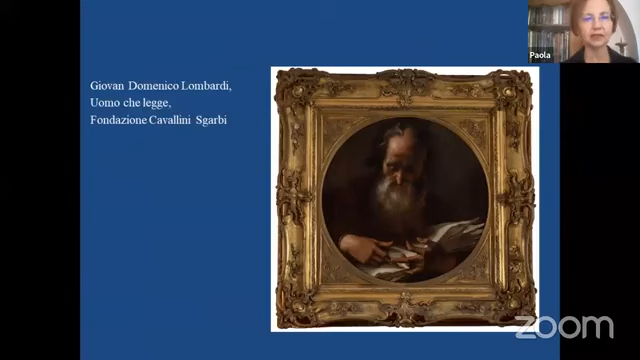 Giovan Domenico Lombardi,
Uomo che legge,
Fondazione Cavallini Sgarbi
Paola
zoom